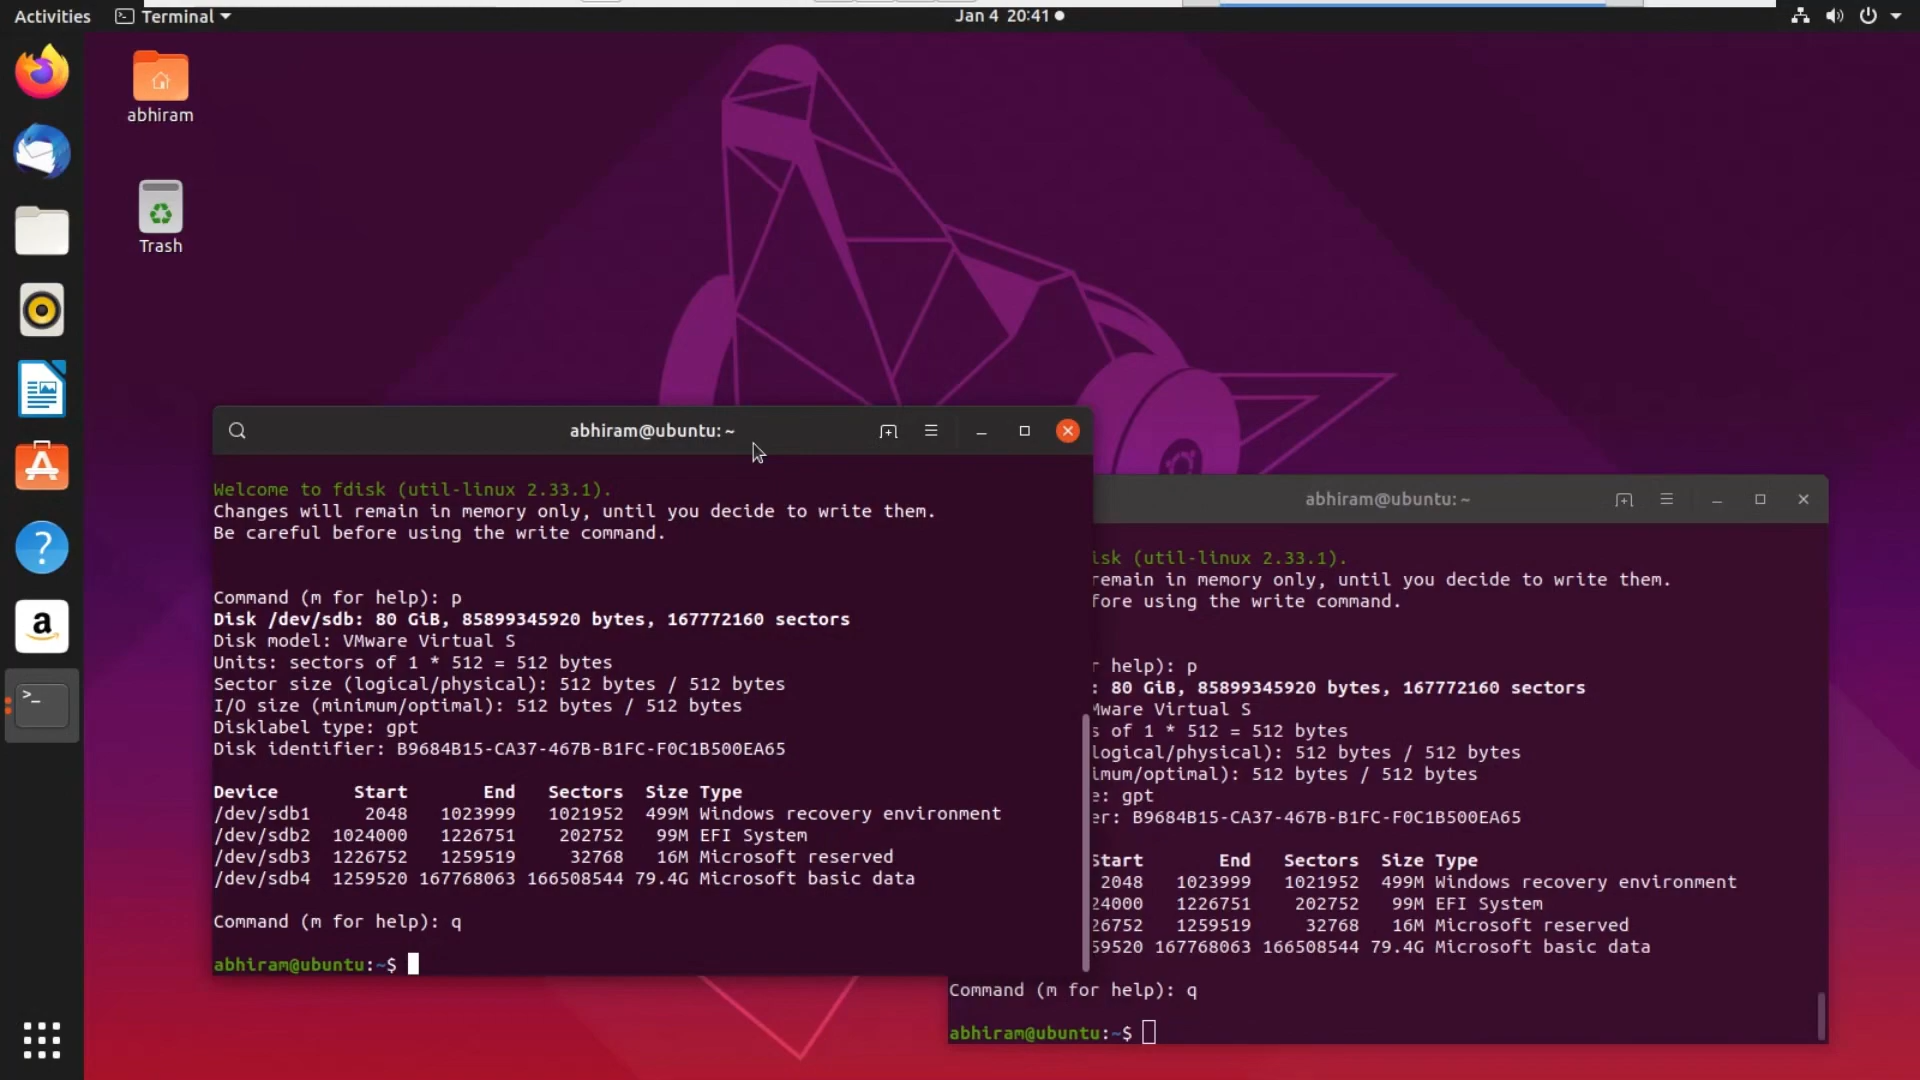 Activities
Terminal
Jan 4 20:41
abhiram
Trash
abhiram@ubuntu: ~
Welcome to fdisk (util-linux 2.33.1).
Changes will remain in memory only, until you decide to write them.
Be careful before using the write command.
Command (m for help): p
Disk /dev/sdb: 80 GiB, 85899345920 bytes, 167772160 sectors
Disk model: VMware Virtual S
Units: sectors of 1 * 512 = 512 bytes
Sector size (logical/physical): 512 bytes / 512 bytes
I/O size (minimum/optimal): 512 bytes / 512 bytes
Disklabel type: gpt
Disk identifier: B9684B15-CA37-467B-B1FC-F0C1B500EA65
Device Start End Sectors Size Type
/dev/sdb1 2048 1023999 1021952 499M Windows recovery environment
/dev/sdb2 1024000 1226751 202752 99M EFI System
/dev/sdb3 1226752 1259519 32768 16M Microsoft reserved
/dev/sdb4 1259520 167768063 166508544 79.4G Microsoft basic data
Command (m for help): q
abhiram@ubuntu:~$
abhiram@ubuntu: ~
isk (util-linux 2.33.1).
remain in memory only, until you decide to write them.
fore using the write command.
r help): p
: 80 GiB, 85899345920 bytes, 167772160 sectors
Mware Virtual S
s of 1 * 512 = 512 bytes
logical/physical): 512 bytes / 512 bytes
imum/optimal): 512 bytes / 512 bytes
e: gpt
er: B9684B15-CA37-467B-B1FC-F0C1B500EA65
Start End Sectors Size Type
2048 1023999 1021952 499M Windows recovery environment
24000 1226751 202752 99M EFI System
26752 1259519 32768 16M Microsoft reserved
59520 167768063 166508544 79.4G Microsoft basic data
Command (m for help): q
abhiram@ubuntu:~$